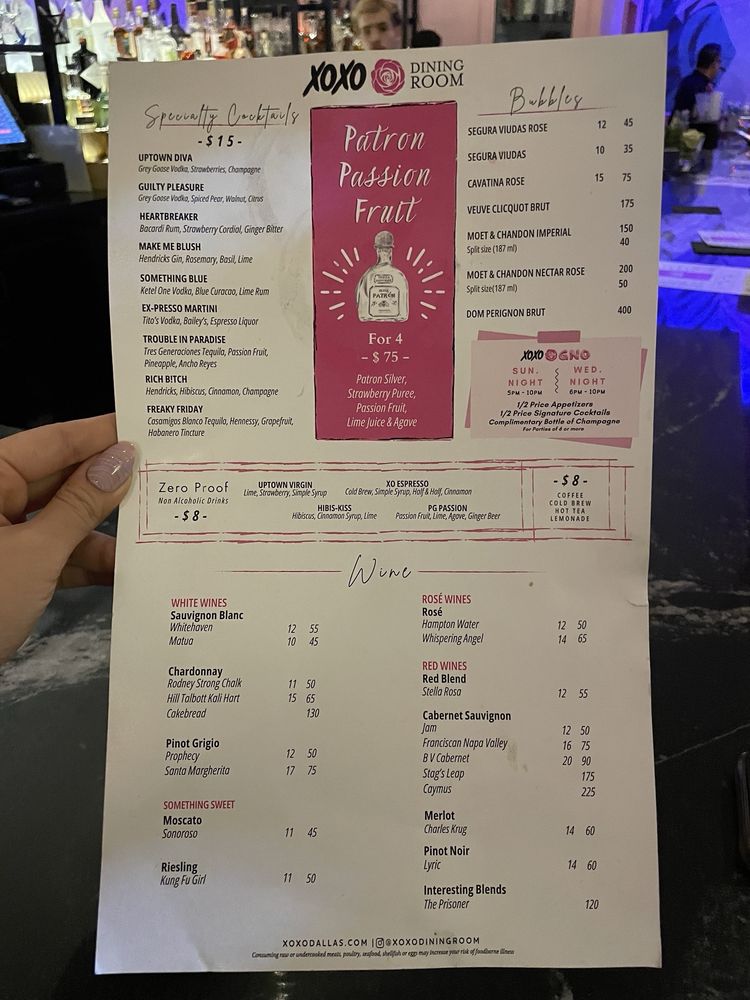 XOXO DINING ROOM
Specialty Cocktails
- $15 -
UPTOWN DIVA
Grey Goose Vodka, Strawberries, Champagne
GUILTY PLEASURE
Grey Goose Vodka, Spiced Pear, Walnut, Citrus
HEARTBREAKER
Bacardi Rum, Strawberry Cordial, Ginger Bitter
MAKE ME BLUSH
Hendricks Gin, Rosemary, Basil, Lime
SOMETHING BLUE
Ketel One Vodka, Blue Curacao, Lime Rum
EX-PRESSO MARTINI
Tito's Vodka, Bailey's, Espresso Liquor
TROUBLE IN PARADISE
Tres Generaciones Tequila, Passion Fruit,
Pineapple, Ancho Reyes
RICH B!TCH
Hendricks, Hibiscus, Cinnamon, Champagne
FREAKY FRIDAY
Casamigos Blanco Tequila, Hennessy, Grapefruit,
Habanero Tincture
Patron
Passion
Fruit
PATRON
For 4
- $ 75 -
Patron Silver,
Strawberry Puree,
Passion Fruit,
Lime Juice & Agave
Bubbles
SEGURA VIUDAS ROSE 12 45
SEGURA VIUDAS 10 35
CAVATINA ROSE 15 75
VEUVE CLICQUOT BRUT 175
MOET & CHANDON IMPERIAL 150
Split size (187 ml) 40
MOET & CHANDON NECTAR ROSE 200
Split size(187 ml) 50
DOM PERIGNON BRUT 400
XOXO GNO
SUN. NIGHT
5PM - 10PM
WED. NIGHT
6PM - 10PM
1/2 Price Appetizers
1/2 Price Signature Cocktails
Complimentary Bottle of Champagne
For Parties of 6 or more
Zero Proof
Non Alcoholic Drinks
- $8 -
UPTOWN VIRGIN
Lime, Strawberry, Simple Syrup
XO ESPRESSO
Cold Brew, Simple Syrup, Half & Half, Cinnamon
HIBIS-KISS
Hibiscus, Cinnamon Syrup, Lime
PG PASSION
Passion Fruit, Lime, Agave, Ginger Beer
- $8 -
COFFEE
COLD BREW
HOT TEA
LEMONADE
Wine
WHITE WINES
Sauvignon Blanc
Whitehaven 12 55
Matua 10 45
Chardonnay
Rodney Strong Chalk 11 50
Hill Talbott Kali Hart 15 65
Cakebread 130
Pinot Grigio
Prophecy 12 50
Santa Margherita 17 75
SOMETHING SWEET
Moscato
Sonoroso 11 45
Riesling
Kung Fu Girl 11 50
ROSÉ WINES
Rosé
Hampton Water 12 50
Whispering Angel 14 65
RED WINES
Red Blend
Stella Rosa 12 55
Cabernet Sauvignon
Jam 12 50
Franciscan Napa Valley 16 75
B V Cabernet 20 90
Stag's Leap 175
Caymus 225
Merlot
Charles Krug 14 60
Pinot Noir
Lyric 14 60
Interesting Blends
The Prisoner 120
XOXODALLAS.COM | @XOXODININGROOM
Consuming raw or undercooked meats, poultry, seafood, shellfish or eggs may increase your risk of foodborne illness